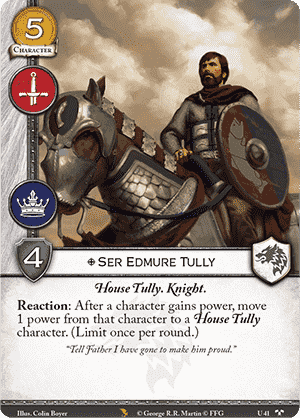 5
CHARACTER
4
SER EDMURE TULLY
House Tully. Knight.
Reaction: After a character gains power, move
1 power from that character to a House Tully
character. (Limit once per round.)
"Tell Father I have gone to make him proud."
Illus. Colin Boyer
© George R.R. Martin © FFG
U 41